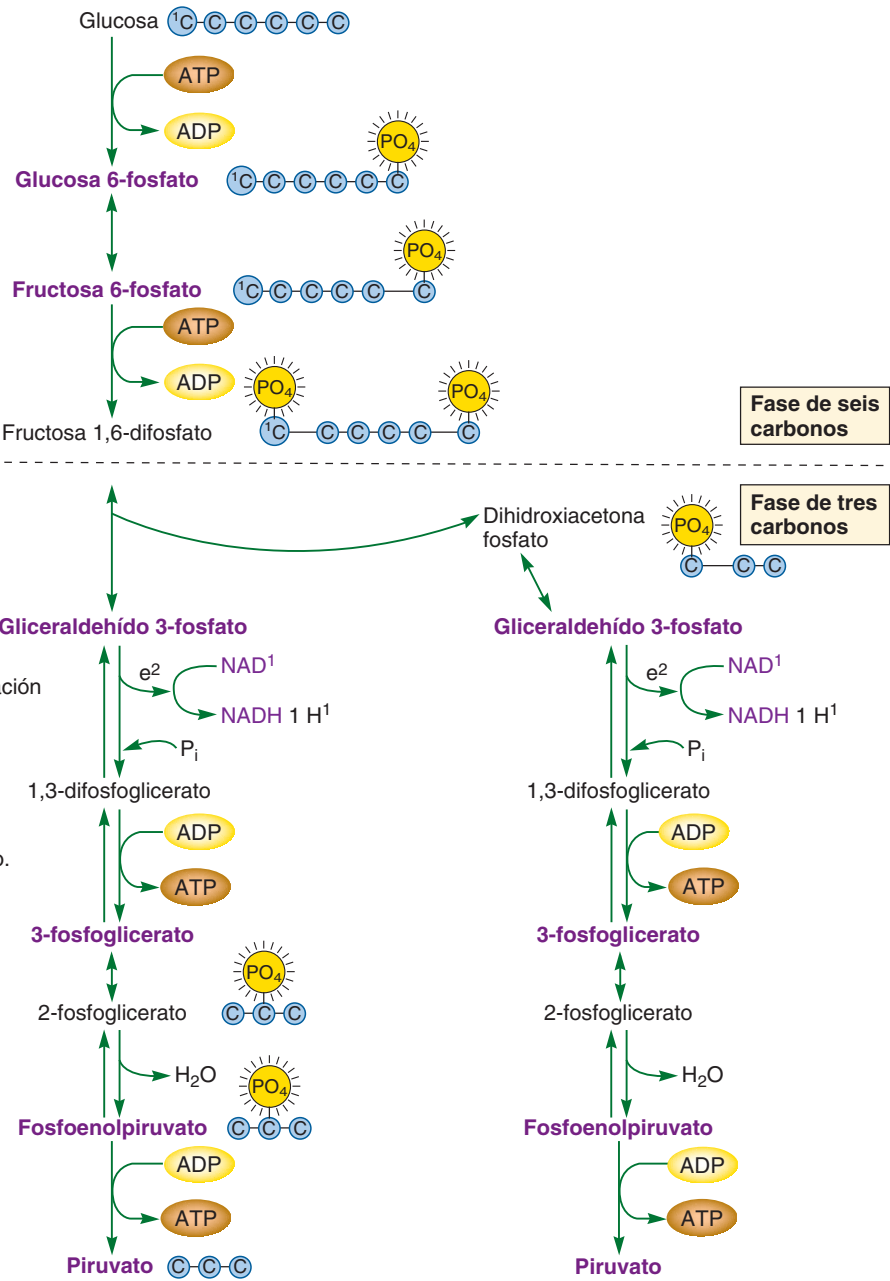 Glucosa ¹C C C C C C
ATP
ADP
PO₄
Glucosa 6-fosfato ¹C C C C C C
PO₄
Fructosa 6-fosfato ¹C C C C C C
ATP
ADP
PO₄ PO₄
Fructosa 1,6-difosfato ¹C C C C C C
Fase de seis
carbonos
Fase de tres
carbonos
Dihidroxiacetona
fosfato
PO₄
C C C
Gliceraldehído 3-fosfato
e²
NAD¹
ación
NADH 1 H¹
Pᵢ
1,3-difosfoglicerato
ADP
o.
ATP
3-fosfoglicerato
PO₄
2-fosfoglicerato C C C
H₂O
PO₄
Fosfoenolpiruvato C C C
ADP
ATP
Piruvato C C C
Gliceraldehído 3-fosfato
e²
NAD¹
NADH 1 H¹
Pᵢ
1,3-difosfoglicerato
ADP
ATP
3-fosfoglicerato
2-fosfoglicerato
H₂O
Fosfoenolpiruvato
ADP
ATP
Piruvato